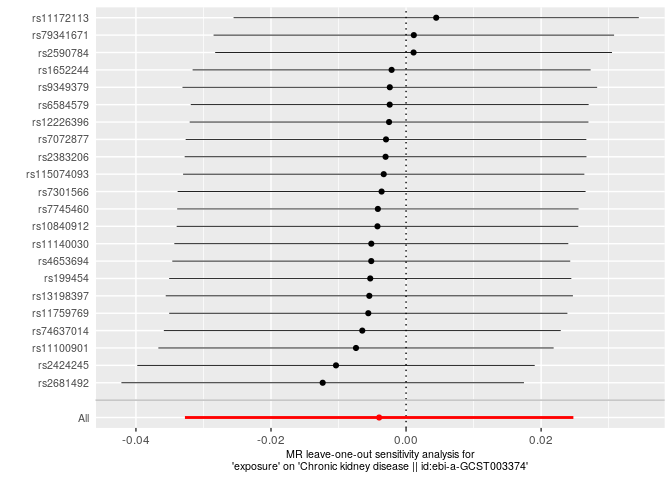 rs11172113
rs79341671
rs2590784
rs1652244
rs9349379
rs6584579
rs12226396
rs7072877
rs2383206
rs115074093
rs7301566
rs7745460
rs10840912
rs11140030
rs4653694
rs199454
rs13198397
rs11759769
rs74637014
rs11100901
rs2424245
rs2681492
All
-0.04 -0.02 0.00 0.02
MR leave-one-out sensitivity analysis for
'exposure' on 'Chronic kidney disease || id:ebi-a-GCST003374'